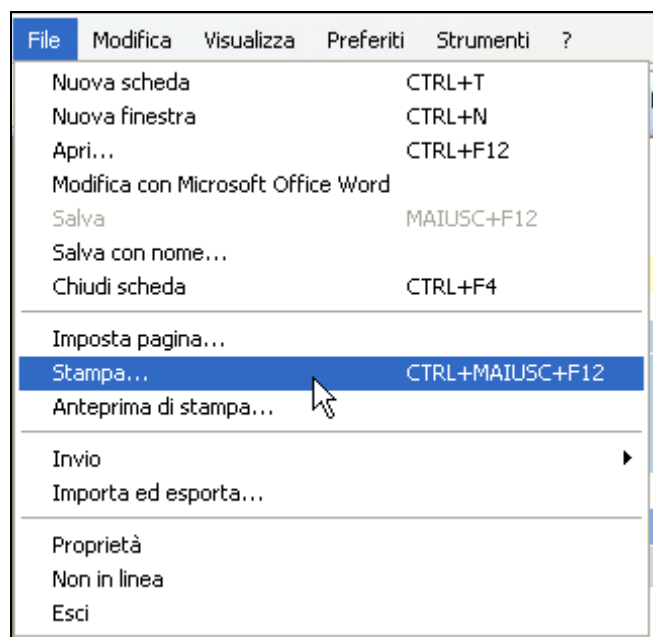 File Modifica Visualizza Preferiti Strumenti ?
Nuova scheda CTRL+T
Nuova finestra CTRL+N
Apri... CTRL+F12
Modifica con Microsoft Office Word
Salva MAIUSC+F12
Salva con nome...
Chiudi scheda CTRL+F4
Imposta pagina...
Stampa... CTRL+MAIUSC+F12
Anteprima di stampa...
Invio
Importa ed esporta...
Proprietà
Non in linea
Esci